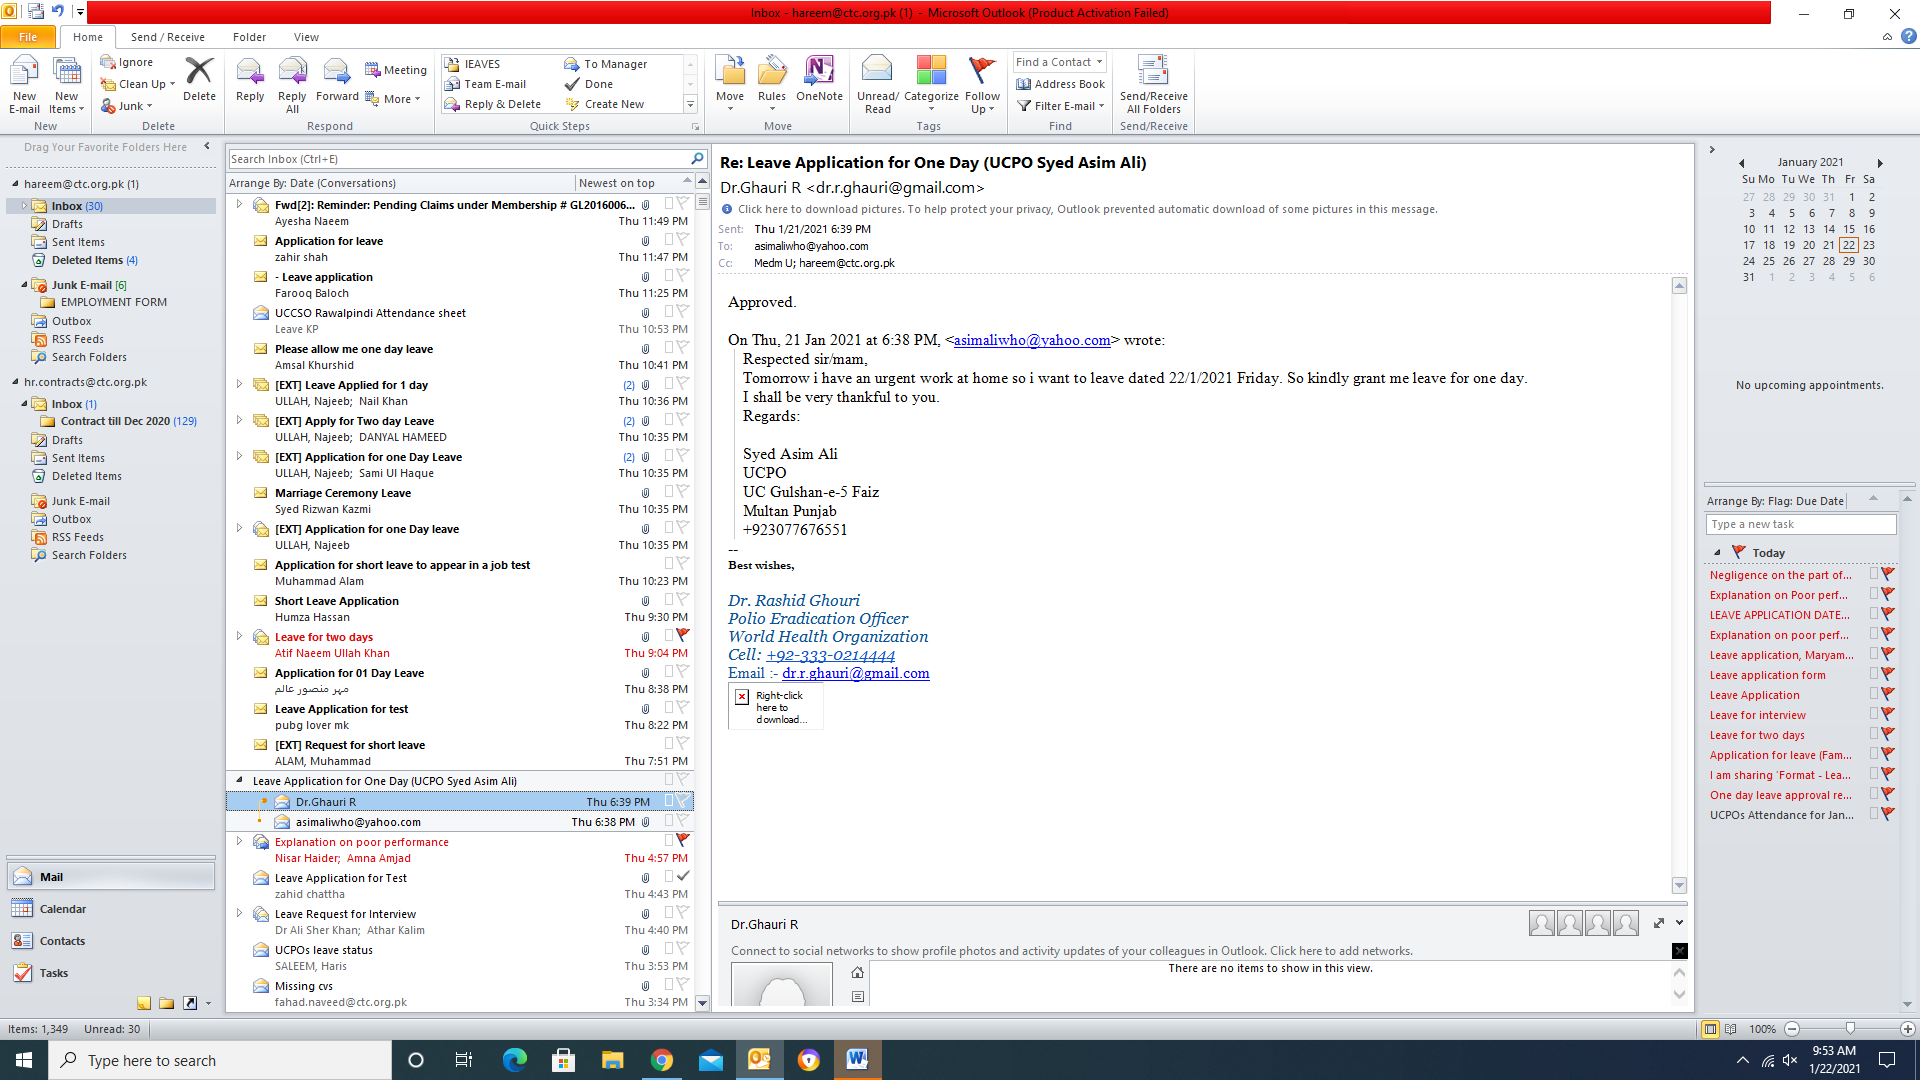 Inbox - hareem@ctc.org.pk (1) - Microsoft Outlook (Product Activation Failed)
File Home Send / Receive Folder View
New E-mail
New Items
New
Ignore
Clean Up
Junk
Delete
Delete
Reply
Reply All
Forward
Meeting
More
Respond
IEAVES
Team E-mail
Reply & Delete
To Manager
Done
Create New
Quick Steps
Move
Rules
OneNote
Move
Unread/ Read
Categorize
Follow Up
Tags
Find a Contact
Address Book
Filter E-mail
Find
Send/Receive All Folders
Send/Receive
Drag Your Favorite Folders Here
hareem@ctc.org.pk (1)
Inbox (30)
Drafts
Sent Items
Deleted Items (4)
Junk E-mail [6]
EMPLOYMENT FORM
Outbox
RSS Feeds
Search Folders
hr.contracts@ctc.org.pk
Inbox (1)
Contract till Dec 2020 (129)
Drafts
Sent Items
Deleted Items
Junk E-mail
Outbox
RSS Feeds
Search Folders
Mail
Calendar
Contacts
Tasks
Search Inbox (Ctrl+E)
Arrange By: Date (Conversations) Newest on top
Fwd[2]: Reminder: Pending Claims under Membership # GL2016006...
Ayesha Naeem Thu 11:49 PM
Application for leave
zahir shah Thu 11:47 PM
- Leave application
Farooq Baloch Thu 11:25 PM
UCCSO Rawalpindi Attendance sheet
Leave KP Thu 10:53 PM
Please allow me one day leave
Amsal Khurshid Thu 10:41 PM
[EXT] Leave Applied for 1 day (2)
ULLAH, Najeeb; Nail Khan Thu 10:36 PM
[EXT] Apply for Two day Leave (2)
ULLAH, Najeeb; DANYAL HAMEED Thu 10:35 PM
[EXT] Application for one Day Leave (2)
ULLAH, Najeeb; Sami Ul Haque Thu 10:35 PM
Marriage Ceremony Leave
Syed Rizwan Kazmi Thu 10:35 PM
[EXT] Application for one Day leave
ULLAH, Najeeb Thu 10:35 PM
Application for short leave to appear in a job test
Muhammad Alam Thu 10:23 PM
Short Leave Application
Humza Hassan Thu 9:30 PM
Leave for two days
Atif Naeem Ullah Khan Thu 9:04 PM
Application for 01 Day Leave
مہر منصور عالم Thu 8:38 PM
Leave Application for test
pubg lover mk Thu 8:22 PM
[EXT] Request for short leave
ALAM, Muhammad Thu 7:51 PM
Leave Application for One Day (UCPO Syed Asim Ali)
Dr.Ghauri R Thu 6:39 PM
asimaliwho@yahoo.com Thu 6:38 PM
Explanation on poor performance
Nisar Haider; Amna Amjad Thu 4:57 PM
Leave Application for Test
zahid chattha Thu 4:43 PM
Leave Request for Interview
Dr Ali Sher Khan; Athar Kalim Thu 4:40 PM
UCPOs leave status
SALEEM, Haris Thu 3:53 PM
Missing cvs
fahad.naveed@ctc.org.pk Thu 3:34 PM
Re: Leave Application for One Day (UCPO Syed Asim Ali)
Dr.Ghauri R <dr.r.ghauri@gmail.com>
Click here to download pictures. To help protect your privacy, Outlook prevented automatic download of some pictures in this message.
Sent: Thu 1/21/2021 6:39 PM
To: asimaliwho@yahoo.com
Cc: Medm U; hareem@ctc.org.pk
Approved.
On Thu, 21 Jan 2021 at 6:38 PM, <asimaliwho@yahoo.com> wrote:
Respected sir/mam,
Tomorrow i have an urgent work at home so i want to leave dated 22/1/2021 Friday. So kindly grant me leave for one day.
I shall be very thankful to you.
Regards:
Syed Asim Ali
UCPO
UC Gulshan-e-5 Faiz
Multan Punjab
+923077676551
--
Best wishes,
Dr. Rashid Ghouri
Polio Eradication Officer
World Health Organization
Cell: +92-333-0214444
Email :- dr.r.ghauri@gmail.com
Right-click
here to
download...
Dr.Ghauri R
Connect to social networks to show profile photos and activity updates of your colleagues in Outlook. Click here to add networks.
There are no items to show in this view.
January 2021
Su Mo Tu We Th Fr Sa
27 28 29 30 31 1 2
3 4 5 6 7 8 9
10 11 12 13 14 15 16
17 18 19 20 21 22 23
24 25 26 27 28 29 30
31 1 2 3 4 5 6
No upcoming appointments.
Arrange By: Flag: Due Date
Type a new task
Today
Negligence on the part of...
Explanation on Poor perf...
LEAVE APPLICATION DATE...
Explanation on poor perf...
Leave application, Maryam...
Leave application form
Leave Application
Leave for interview
Leave for two days
Application for leave (Fam...
I am sharing 'Format - Lea...
One day leave approval re...
UCPOs Attendance for Jan...
Items: 1,349 Unread: 30
100%
Type here to search
9:53 AM
1/22/2021